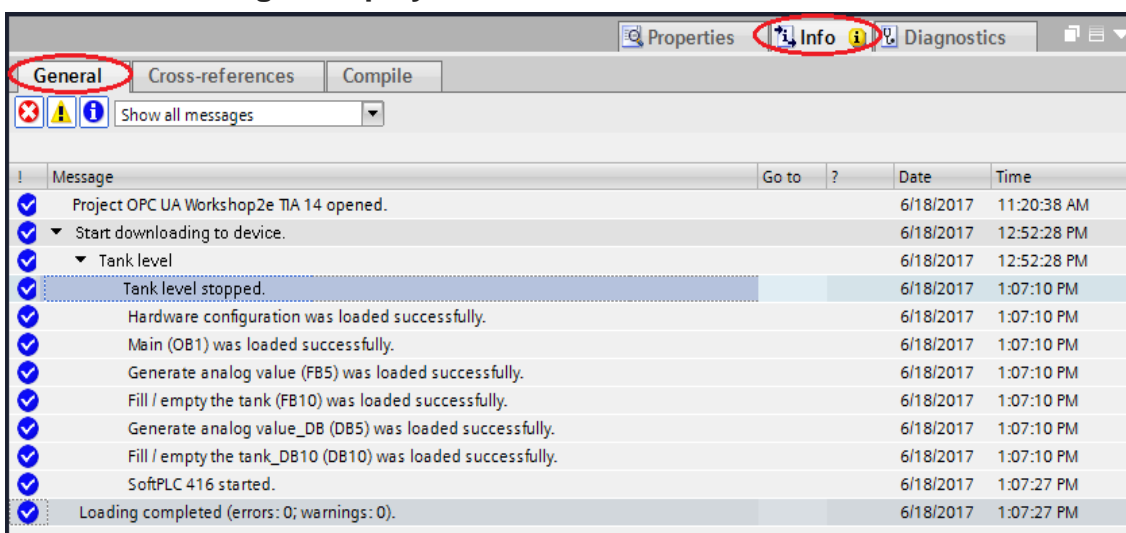 Properties Info Diagnostics
General Cross-references Compile
Show all messages
! Message Go to ? Date Time
Project OPC UA Workshop2e TIA 14 opened. 6/18/2017 11:20:38 AM
Start downloading to device. 6/18/2017 12:52:28 PM
Tank level 6/18/2017 12:52:28 PM
Tank level stopped. 6/18/2017 1:07:10 PM
Hardware configuration was loaded successfully. 6/18/2017 1:07:10 PM
Main (OB1) was loaded successfully. 6/18/2017 1:07:10 PM
Generate analog value (FB5) was loaded successfully. 6/18/2017 1:07:10 PM
Fill / empty the tank (FB10) was loaded successfully. 6/18/2017 1:07:10 PM
Generate analog value_DB (DB5) was loaded successfully. 6/18/2017 1:07:10 PM
Fill / empty the tank_DB10 (DB10) was loaded successfully. 6/18/2017 1:07:10 PM
SoftPLC 416 started. 6/18/2017 1:07:27 PM
Loading completed (errors: 0; warnings: 0). 6/18/2017 1:07:27 PM